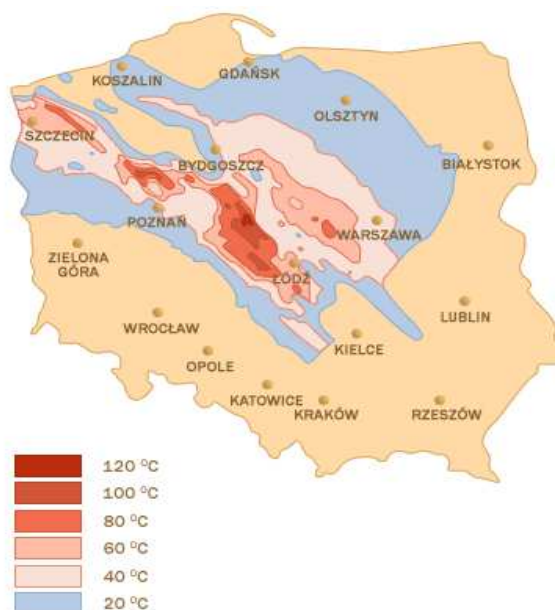 GDAŃSK
KOSZALIN
OLSZTYN
SZCZECIN
BIAŁYSTOK
BYDGOSZCZ
POZNAŃ
WARSZAWA
ZIELONA
GÓRA
ŁÓDŹ
LUBLIN
WROCŁAW
KIELCE
OPOLE
KATOWICE
KRAKÓW
RZESZÓW
120 °C
100 °C
80 °C
60 °C
40 °C
20 °C